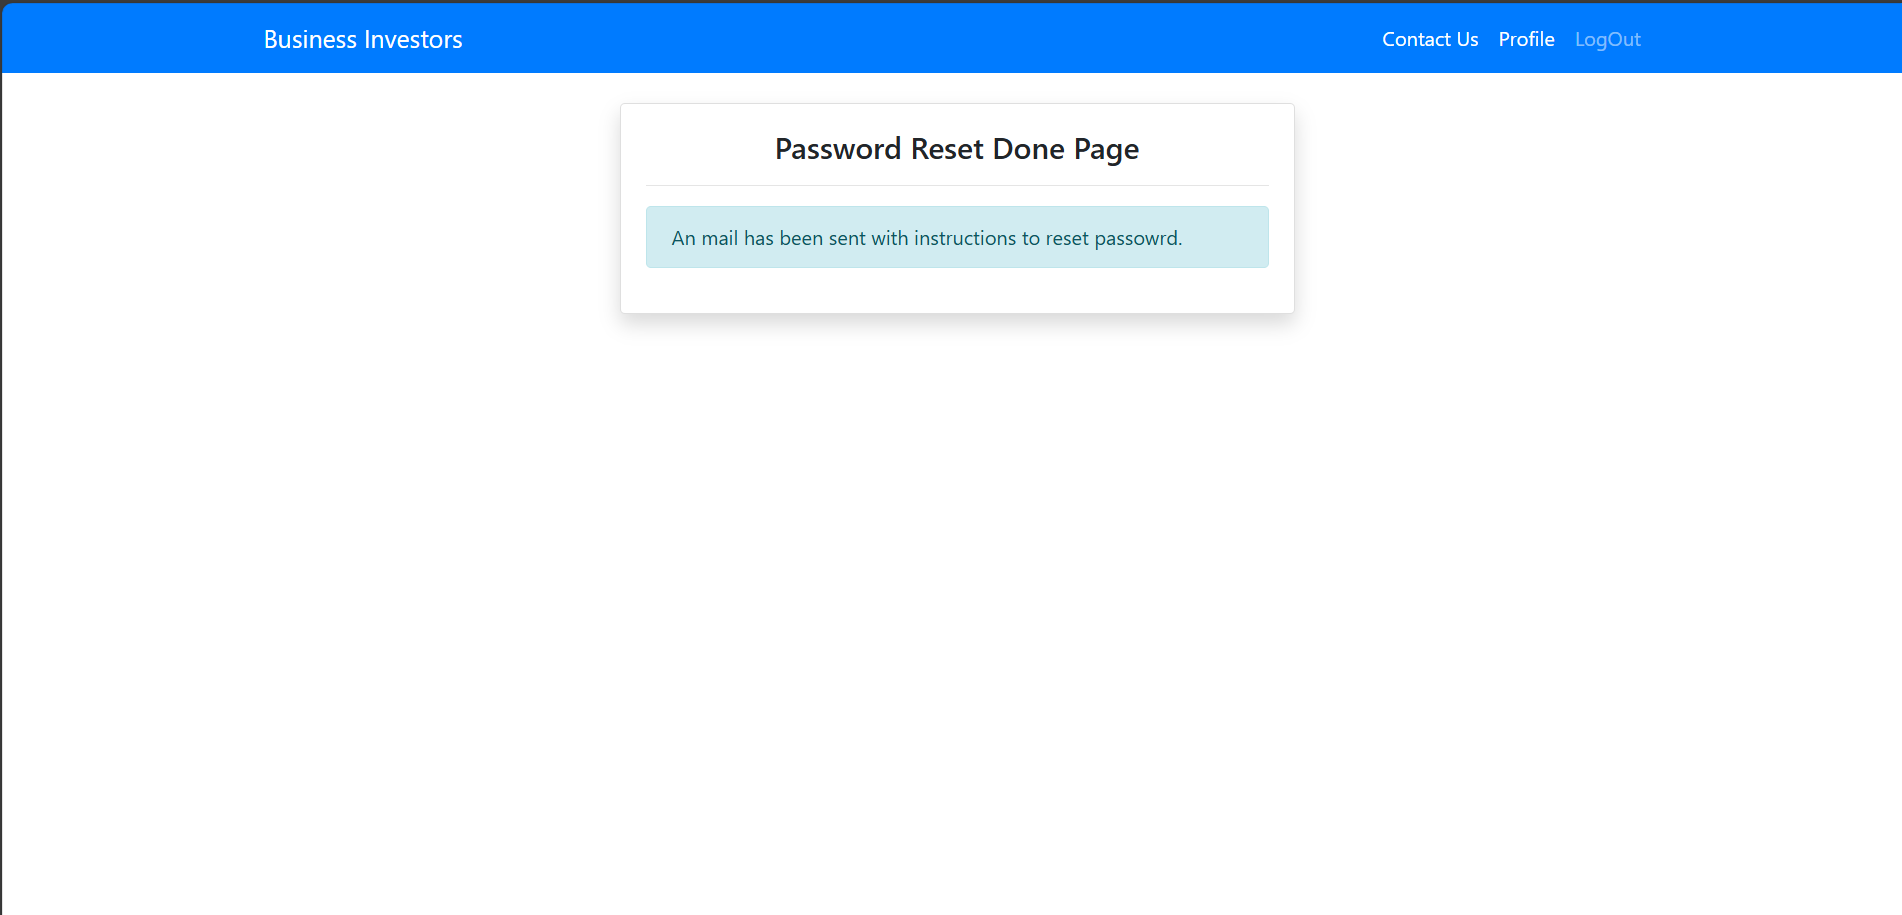 Business Investors
Contact Us Profile LogOut
Password Reset Done Page
An mail has been sent with instructions to reset passowrd.